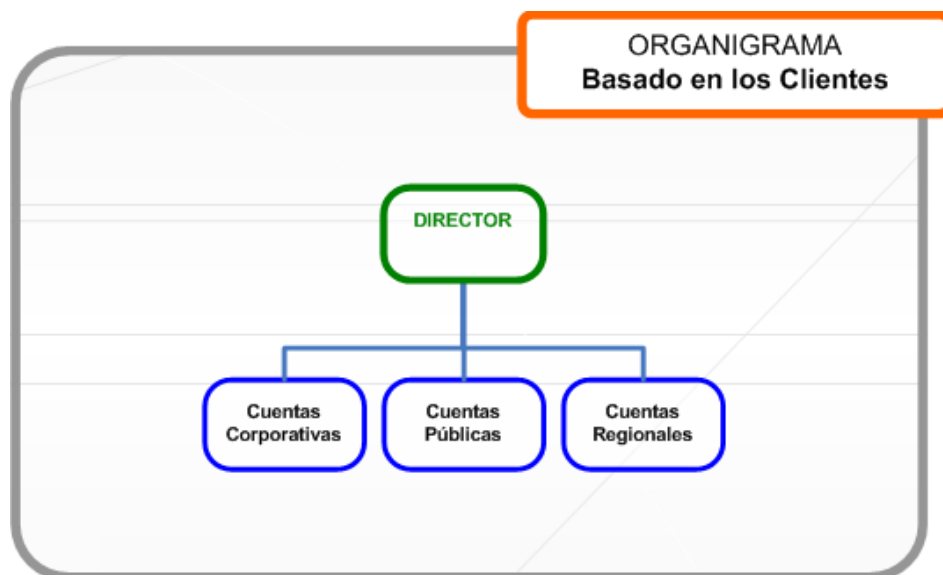 ORGANIGRAMA
Basado en los Clientes
DIRECTOR
Cuentas
Corporativas
Cuentas
Públicas
Cuentas
Regionales